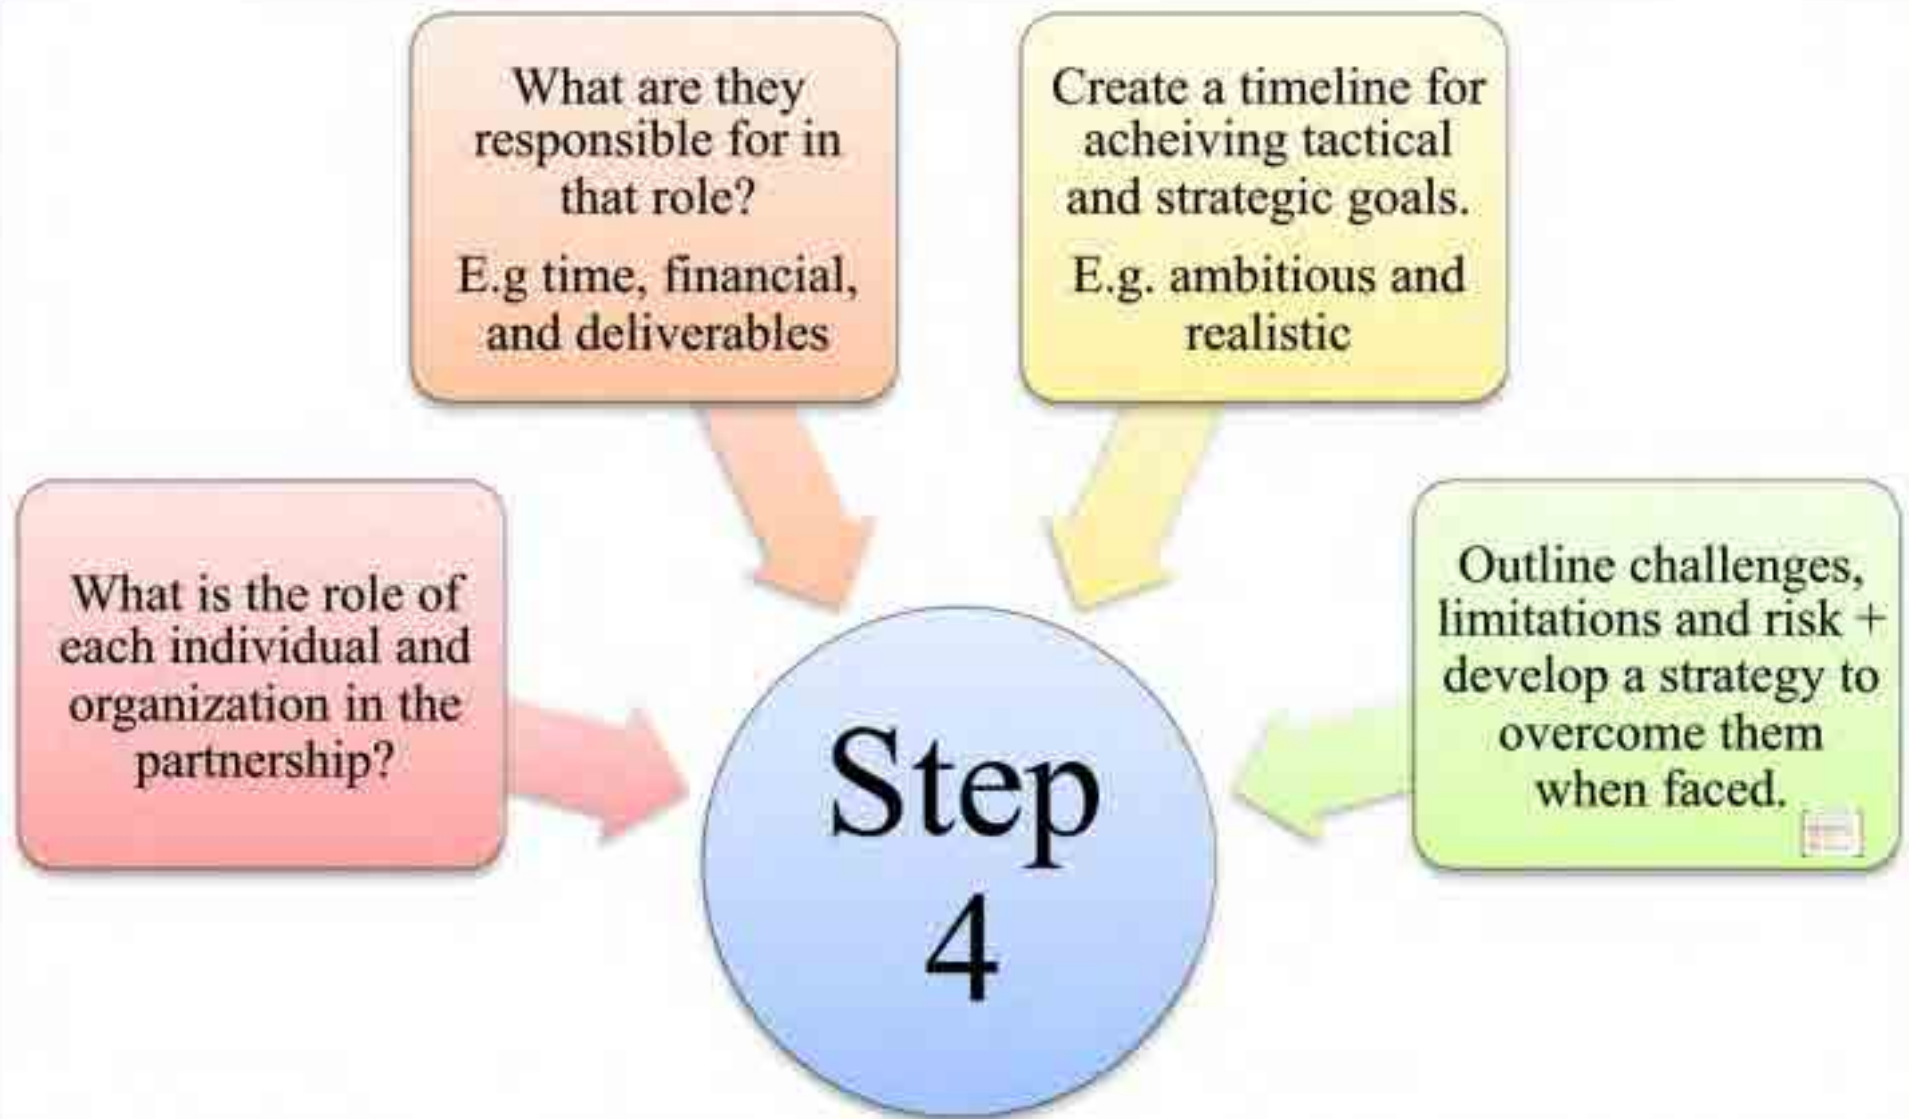 What are they
responsible for in
that role?
E.g time, financial,
and deliverables
Create a timeline for
acheiving tactical
and strategic goals.
E.g. ambitious and
realistic
What is the role of
each individual and
organization in the
partnership?
Outline challenges,
limitations and risk +
develop a strategy to
overcome them
when faced.
Step
4